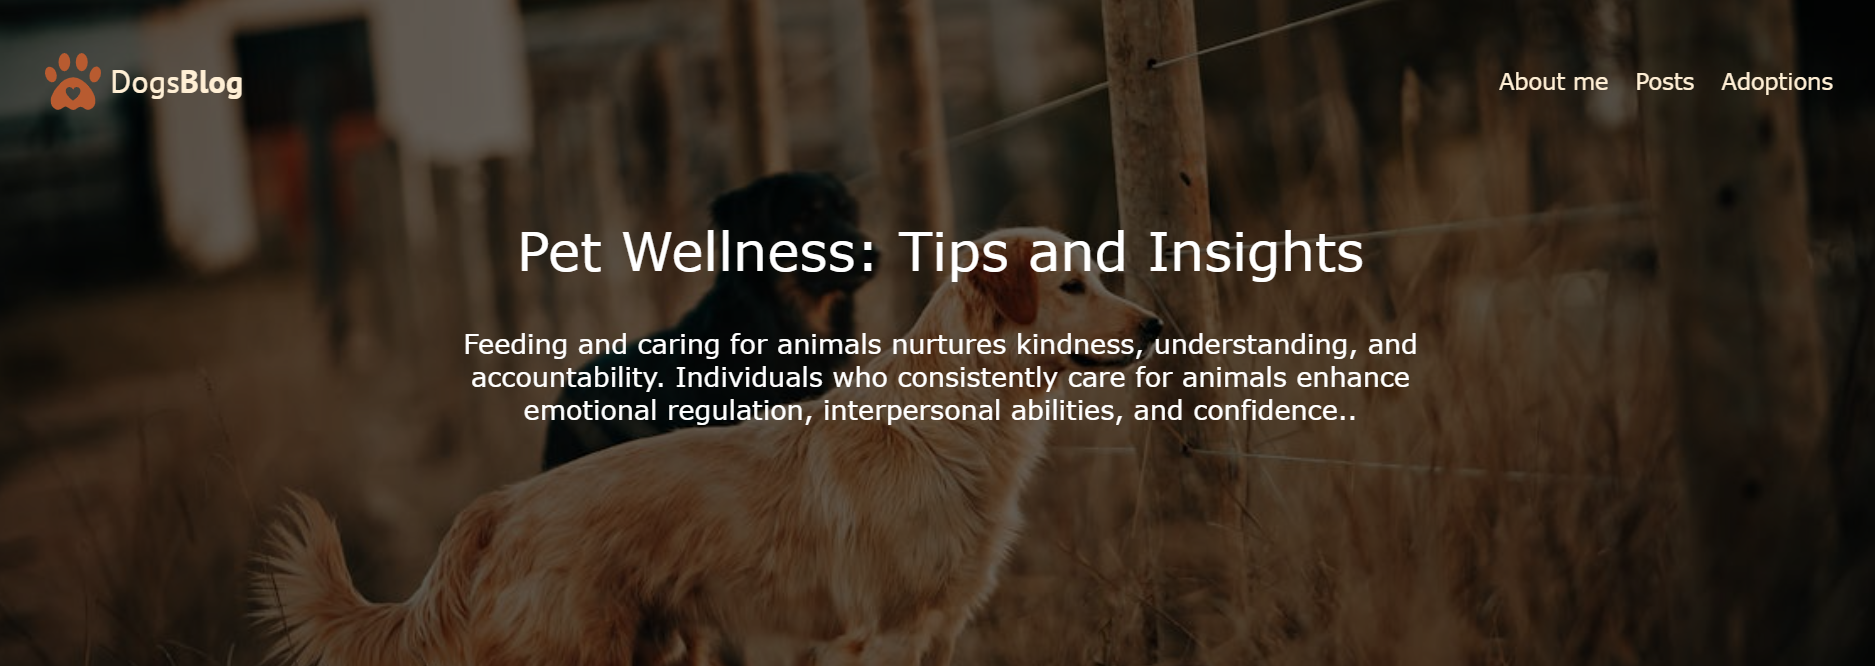 DogsBlog
About me Posts Adoptions
Pet Wellness: Tips and Insights
Feeding and caring for animals nurtures kindness, understanding, and
accountability. Individuals who consistently care for animals enhance
emotional regulation, interpersonal abilities, and confidence..